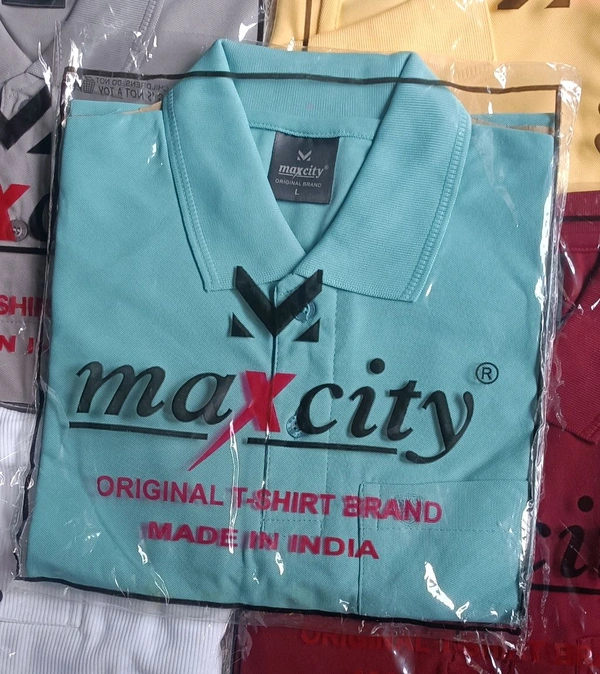 maxcity®
ORIGINAL BRAND
L
maxcity®
ORIGINAL T-SHIRT BRAND
MADE IN INDIA